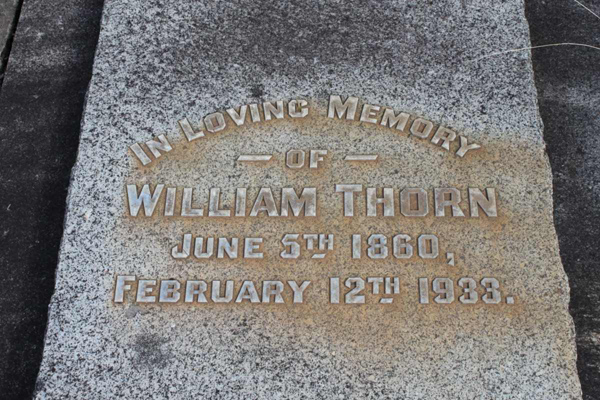 IN LOVING MEMORY
— OF —
WILLIAM THORN
JUNE 5TH 1860,
FEBRUARY 12TH 1933.